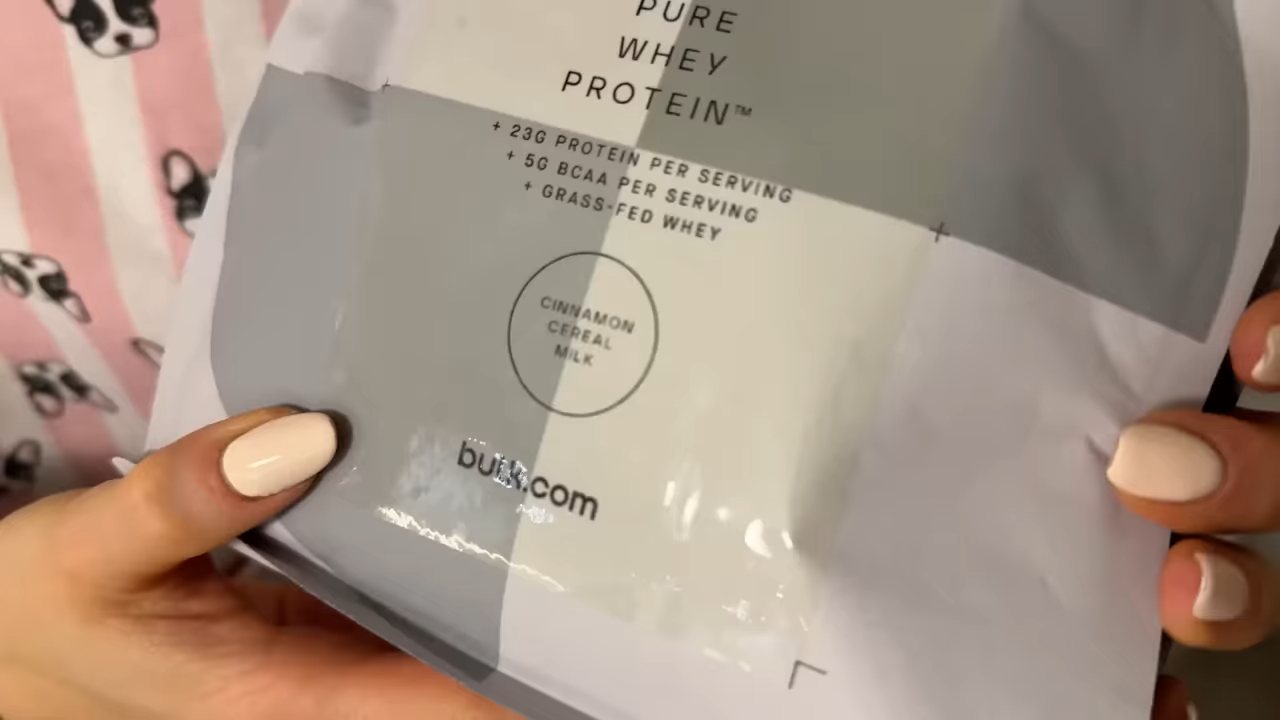 PURE
WHEY
PROTEIN™
+ 23G PROTEIN PER SERVING
+ 5G BCAA PER SERVING
+ GRASS-FED WHEY
CINNAMON
CEREAL
MILK
bulk.com